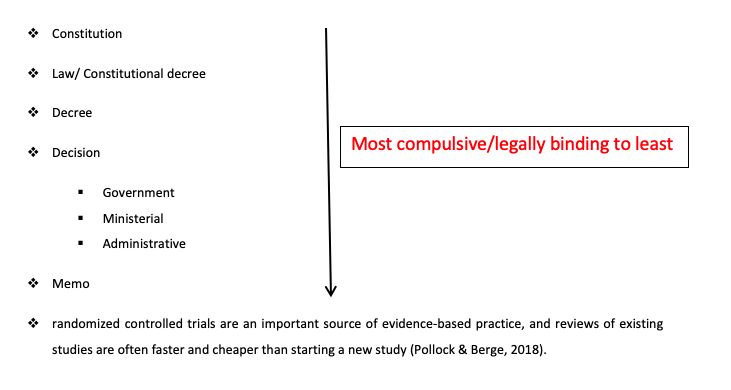 Constitution
Law/ Constitutional decree
Decree
Most compulsive/legally binding to least
Decision
Government
Ministerial
Administrative
Memo
randomized controlled trials are an important source of evidence-based practice, and reviews of existing
studies are often faster and cheaper than starting a new study (Pollock & Berge, 2018).